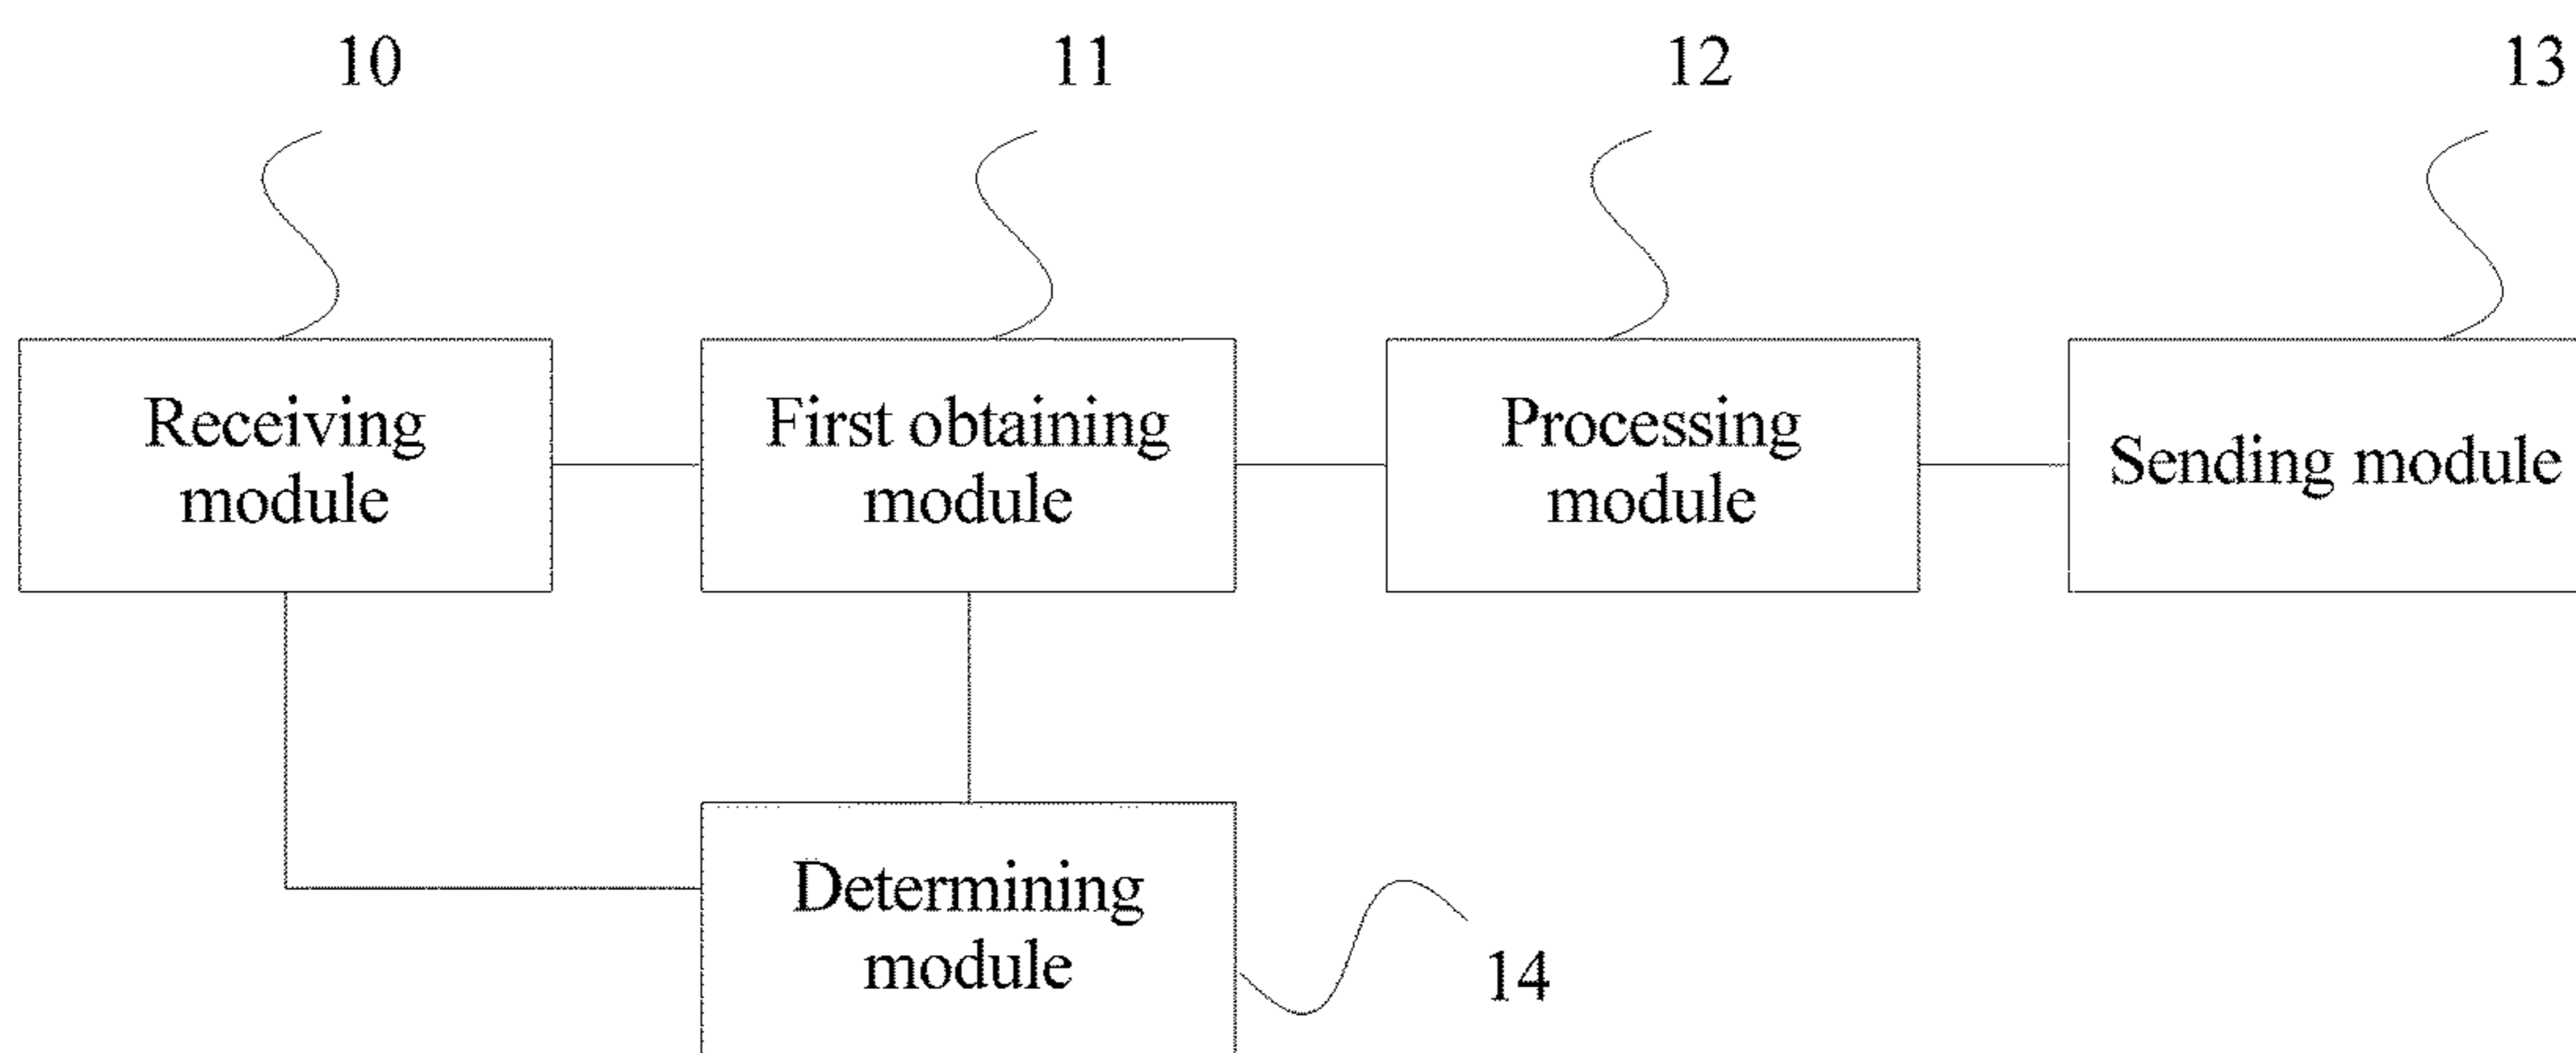 10
11
12
13
Receiving
module
First obtaining
module
Processing
module
Sending module
Determining
module
14